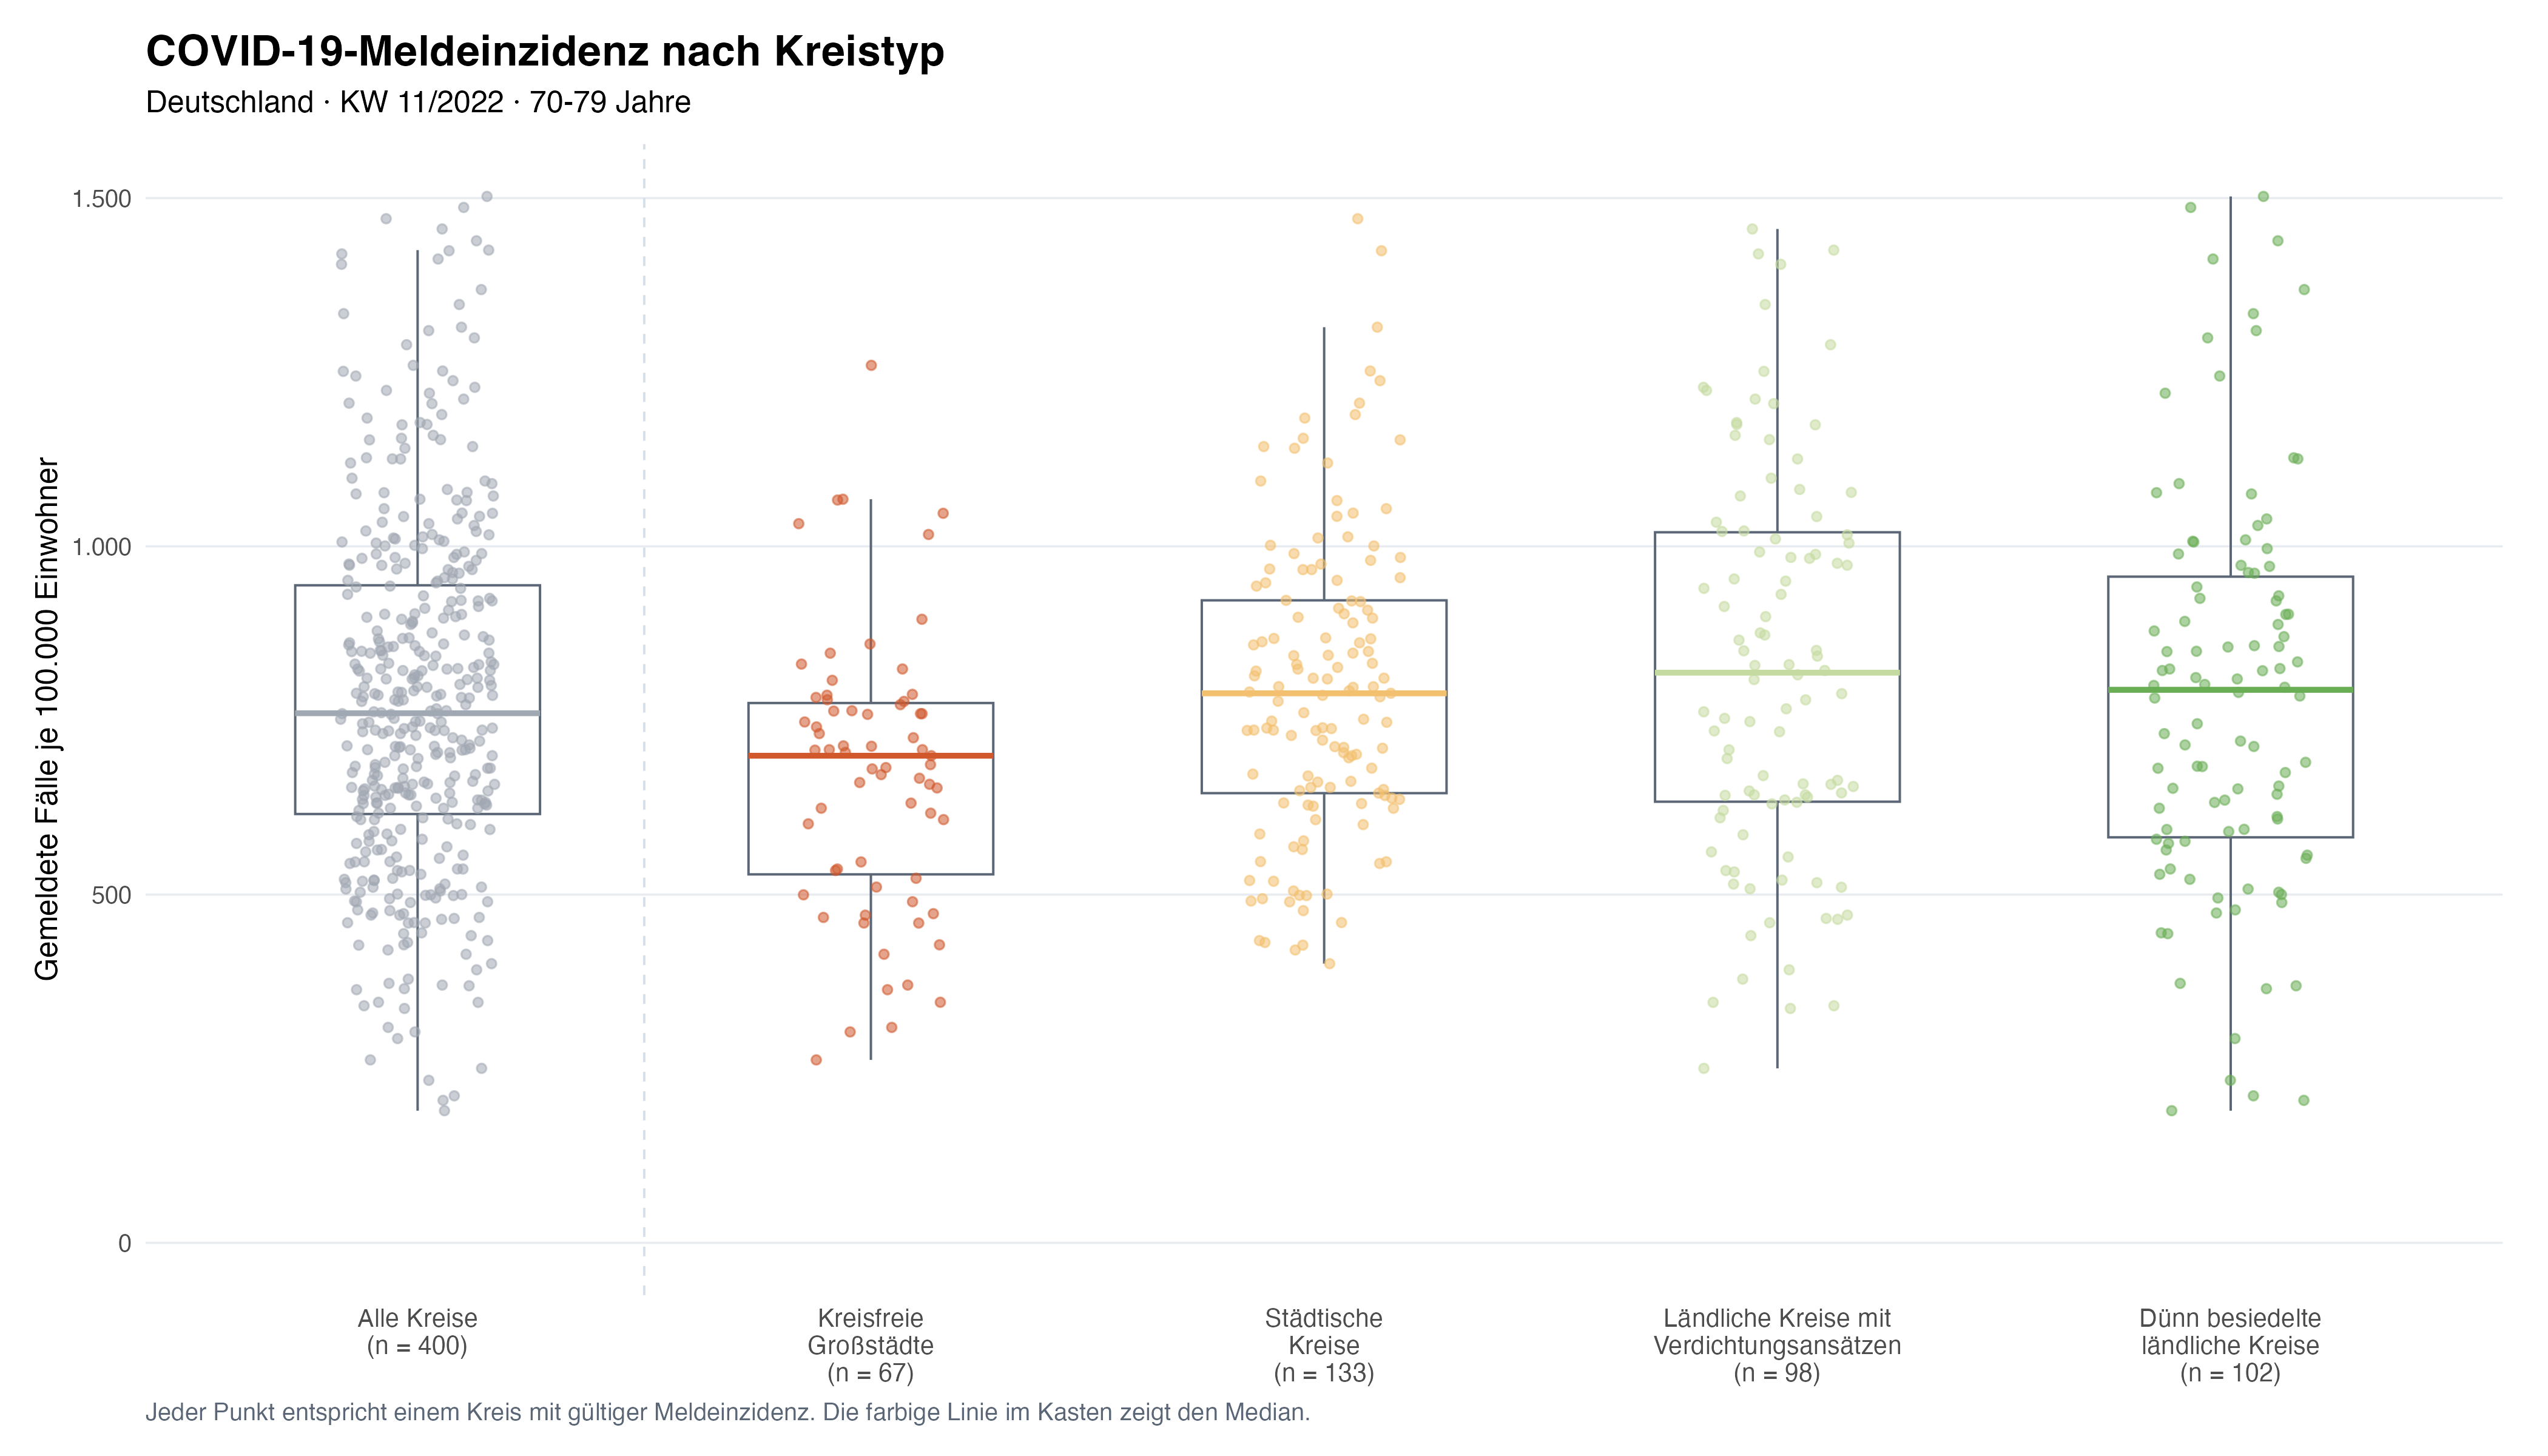 COVID-19-Meldeinzidenz nach Kreistyp
Deutschland · KW 11/2022 · 70-79 Jahre
Gemeldete Fälle je 100.000 Einwohner
1.500
1.000
500
0
Alle Kreise
(n = 400)
Kreisfreie
Großstädte
(n = 67)
Städtische
Kreise
(n = 133)
Ländliche Kreise mit
Verdichtungsansätzen
(n = 98)
Dünn besiedelte
ländliche Kreise
(n = 102)
Jeder Punkt entspricht einem Kreis mit gültiger Meldeinzidenz. Die farbige Linie im Kasten zeigt den Median.